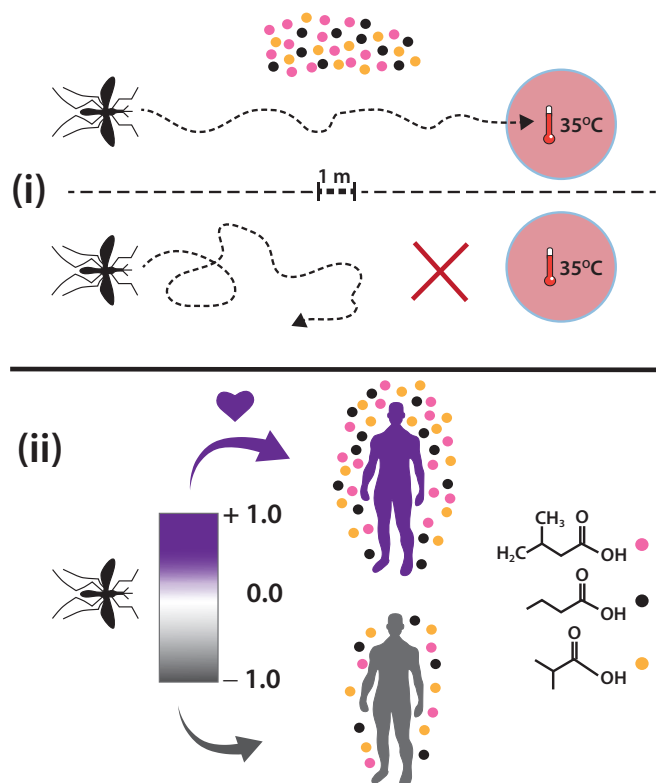 35°C
(i)
1 m
35°C
(ii)
+ 1.0
0.0
– 1.0
CH₃
O
H₂C
OH
O
OH
O
OH